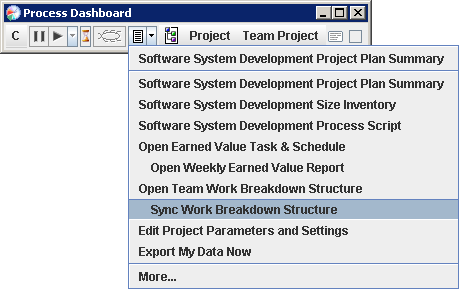 Process Dashboard
C Project Team Project
Software System Development Project Plan Summary
Software System Development Project Plan Summary
Software System Development Size Inventory
Software System Development Process Script
Open Earned Value Task & Schedule
Open Weekly Earned Value Report
Open Team Work Breakdown Structure
Sync Work Breakdown Structure
Edit Project Parameters and Settings
Export My Data Now
More...